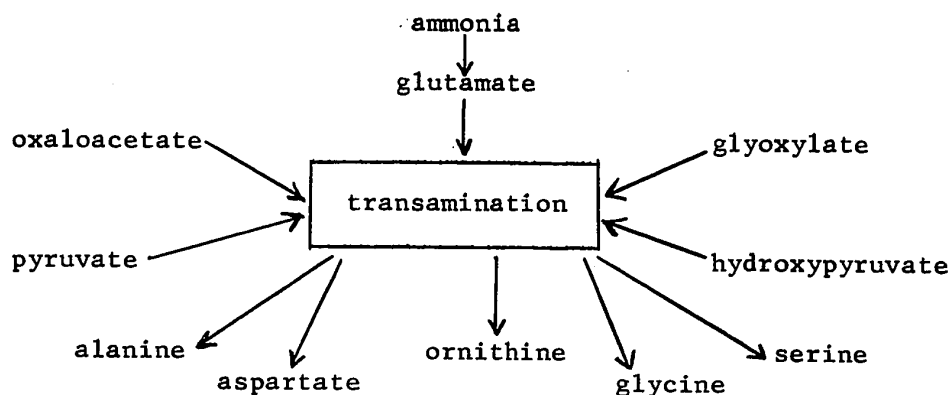 ammonia
glutamate
oxaloacetate
glyoxylate
transamination
pyruvate
hydroxypyruvate
alanine
ornithine
serine
aspartate
glycine